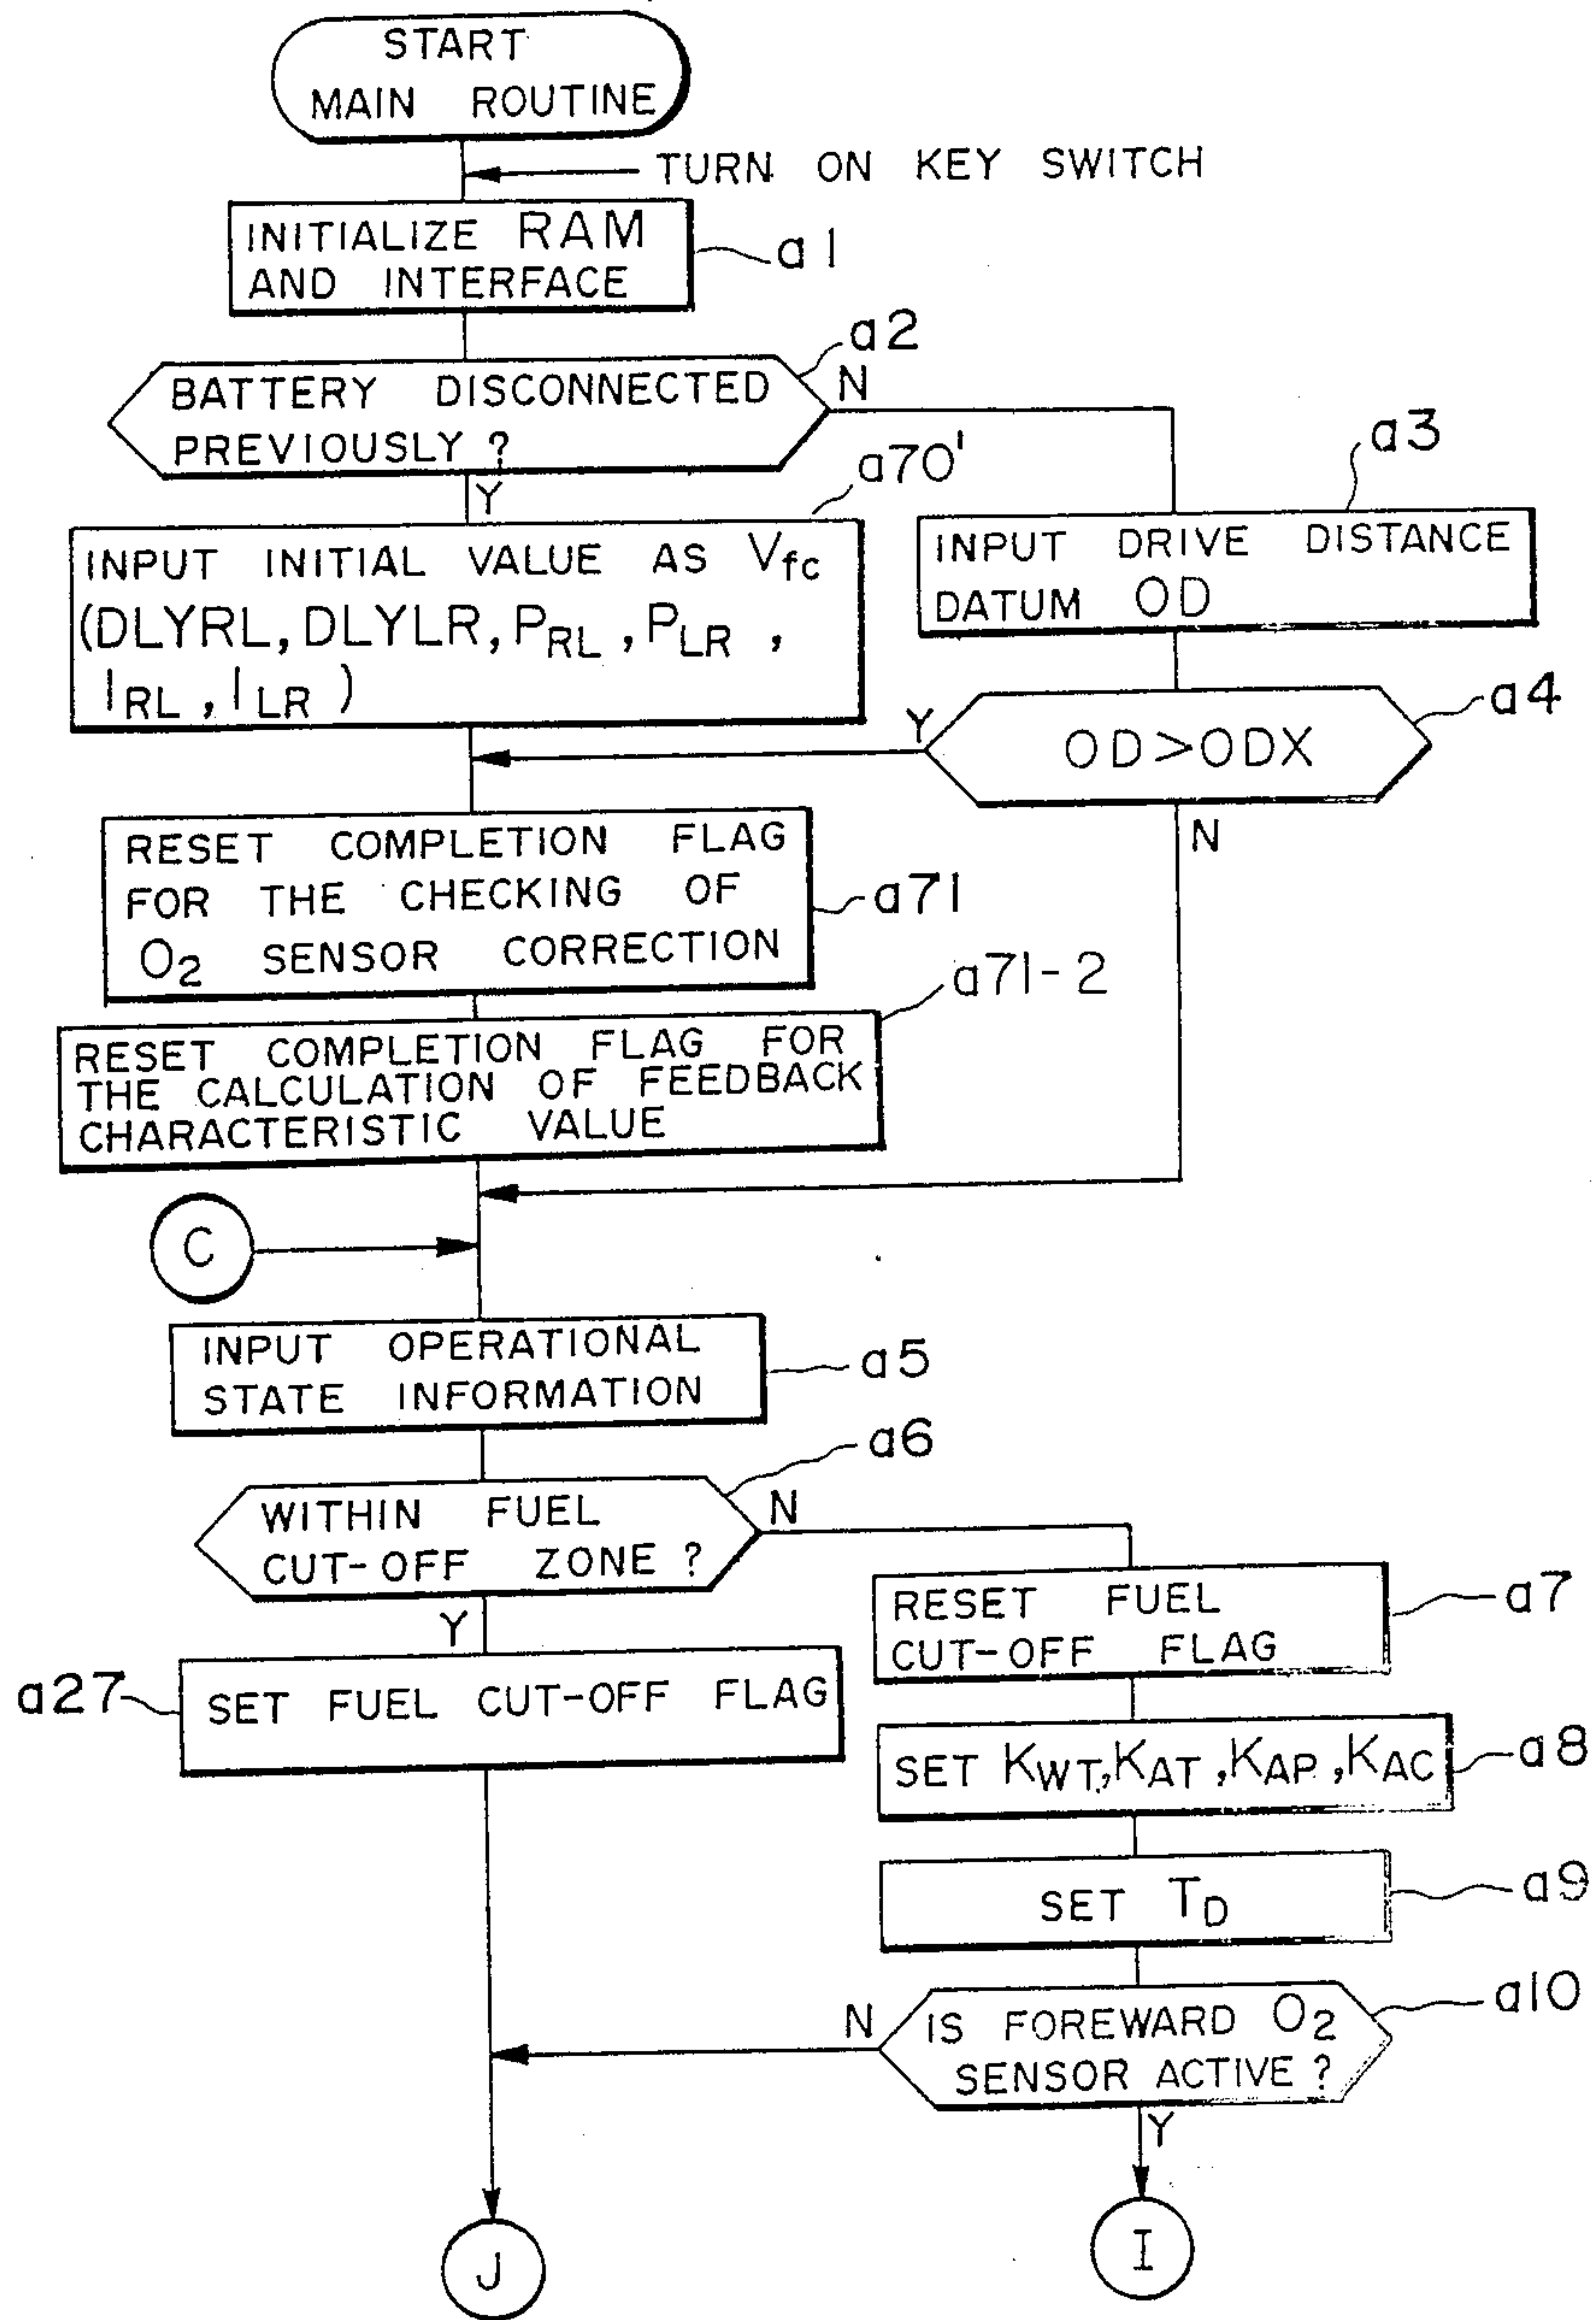 START
MAIN ROUTINE
TURN ON KEY SWITCH
INITIALIZE RAM
AND INTERFACE
a1
a2
BATTERY DISCONNECTED
PREVIOUSLY ?
N
Y
a70'
a3
INPUT INITIAL VALUE AS Vfc
(DLYRL, DLYLR, PRL, PLR,
IRL, ILR)
INPUT DRIVE DISTANCE
DATUM OD
a4
OD>ODX
Y
N
RESET COMPLETION FLAG
FOR THE CHECKING OF
O2 SENSOR CORRECTION
a71
a71-2
RESET COMPLETION FLAG FOR
THE CALCULATION OF FEEDBACK
CHARACTERISTIC VALUE
C
INPUT OPERATIONAL
STATE INFORMATION
a5
a6
WITHIN FUEL
CUT-OFF ZONE ?
N
Y
RESET FUEL
CUT-OFF FLAG
a7
a27
SET FUEL CUT-OFF FLAG
SET KWT, KAT, KAP, KAC
a8
SET TD
a9
a10
IS FOREWARD O2
SENSOR ACTIVE ?
N
Y
J
I